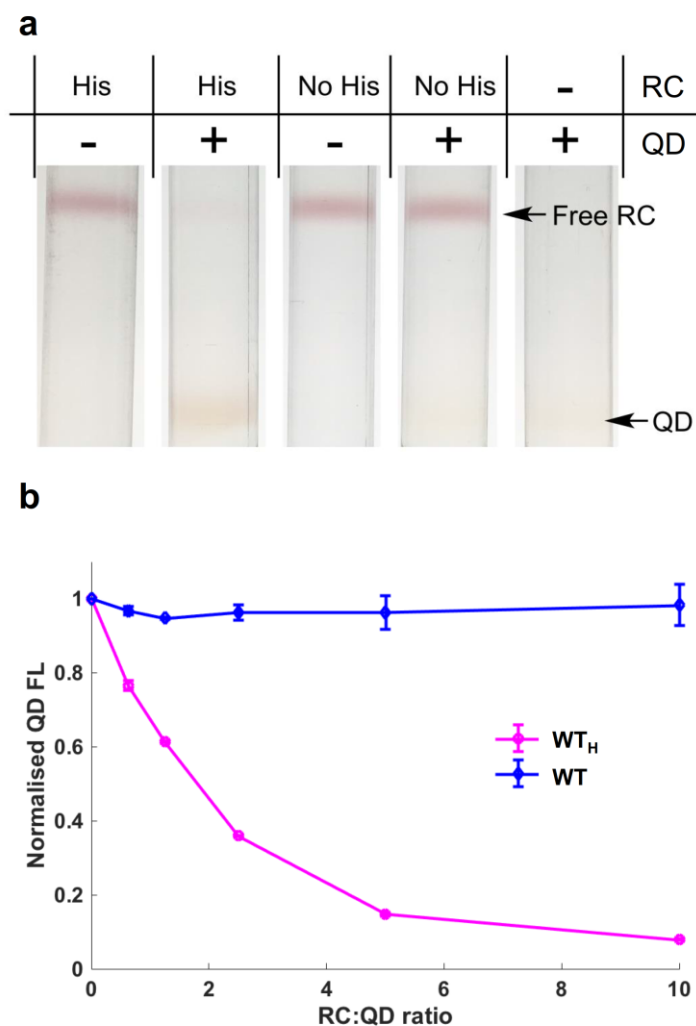 a
His His No His No His - RC
- + - + + QD
Free RC
QD
b
1
0.8
0.6
0.4
0.2
0
Normalised QD FL
WTH
WT
0 2 4 6 8 10
RC:QD ratio